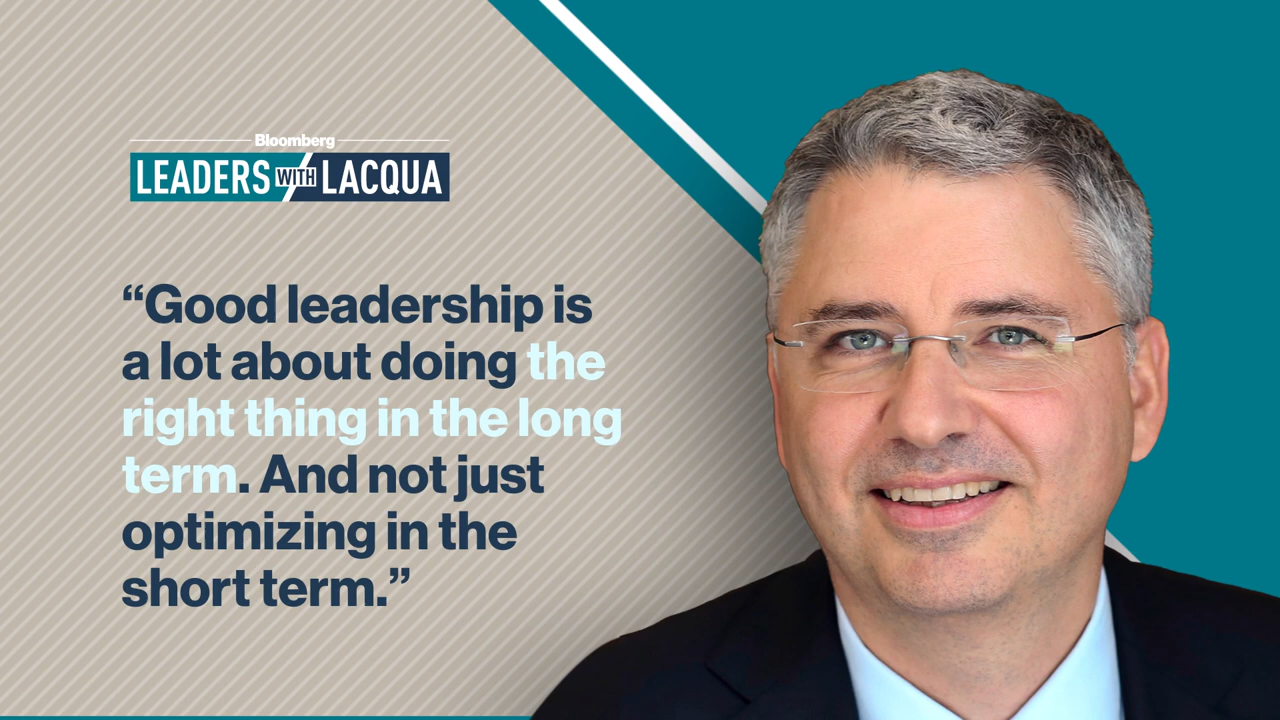 Bloomberg
LEADERS WITH LACQUA
“Good leadership is
a lot about doing the
right thing in the long
term. And not just
optimizing in the
short term.”